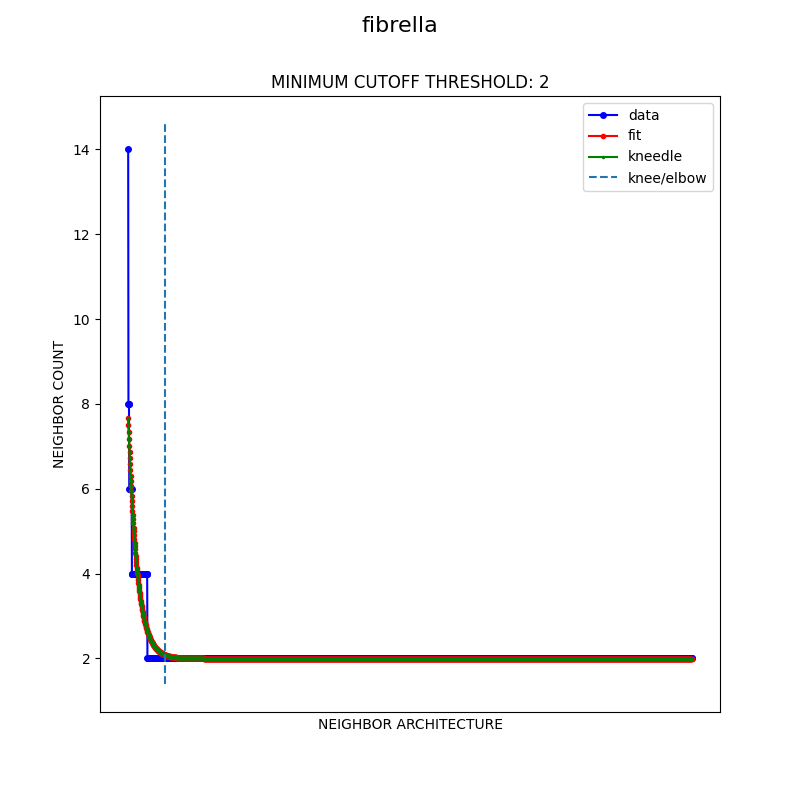 fibrella
MINIMUM CUTOFF THRESHOLD: 2
data
fit
kneedle
knee/elbow
14
12
10
8
6
4
2
NEIGHBOR COUNT
NEIGHBOR ARCHITECTURE